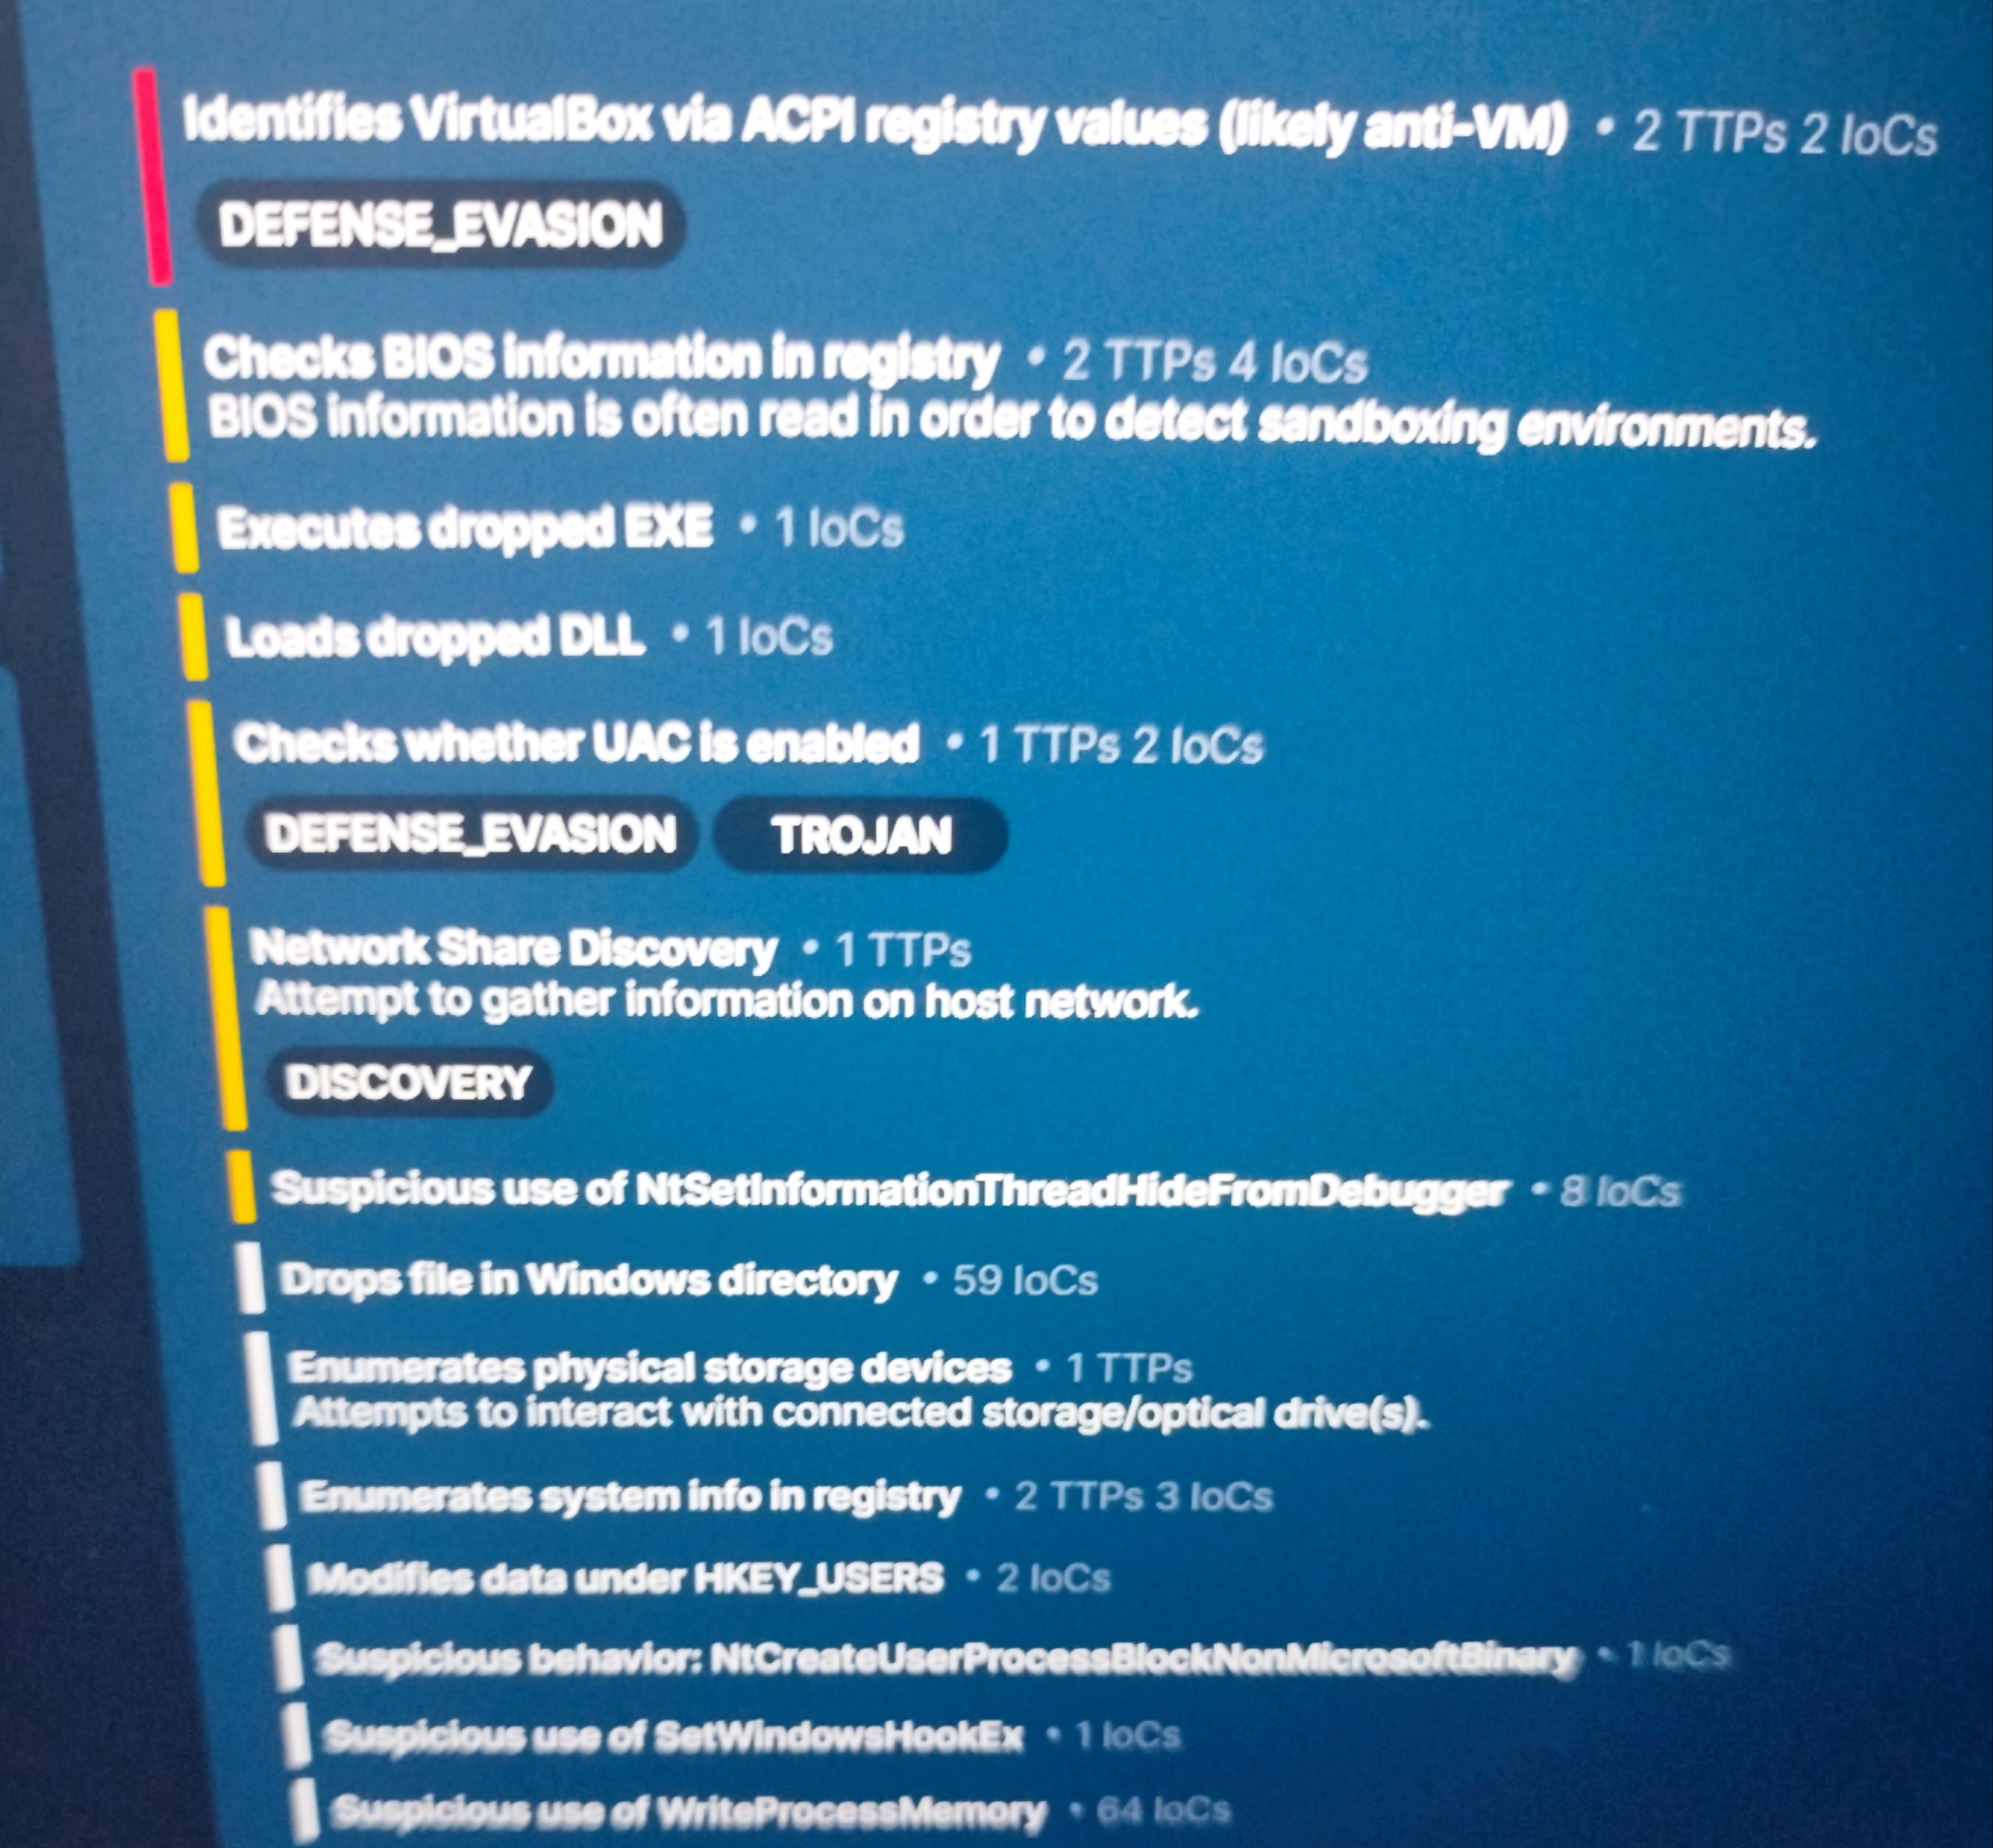 Identifies VirtualBox via ACPI registry values (likely anti-VM) • 2 TTPs 2 IoCs
DEFENSE_EVASION
Checks BIOS information in registry • 2 TTPs 4 IoCs
BIOS information is often read in order to detect sandboxing environments.
Executes dropped EXE • 1 IoCs
Loads dropped DLL • 1 IoCs
Checks whether UAC is enabled • 1 TTPs 2 IoCs
DEFENSE_EVASION TROJAN
Network Share Discovery • 1 TTPs
Attempt to gather information on host network.
DISCOVERY
Suspicious use of NtSetInformationThreadHideFromDebugger • 8 IoCs
Drops file in Windows directory • 59 IoCs
Enumerates physical storage devices • 1 TTPs
Attempts to interact with connected storage/optical drive(s).
Enumerates system info in registry • 2 TTPs 3 IoCs
Modifies data under HKEY_USERS • 2 IoCs
Suspicious behavior: NtCreateUserProcessBlockNonMicrosoftBinary • 1 IoCs
Suspicious use of SetWindowsHookEx • 1 IoCs
Suspicious use of WriteProcessMemory • 64 IoCs